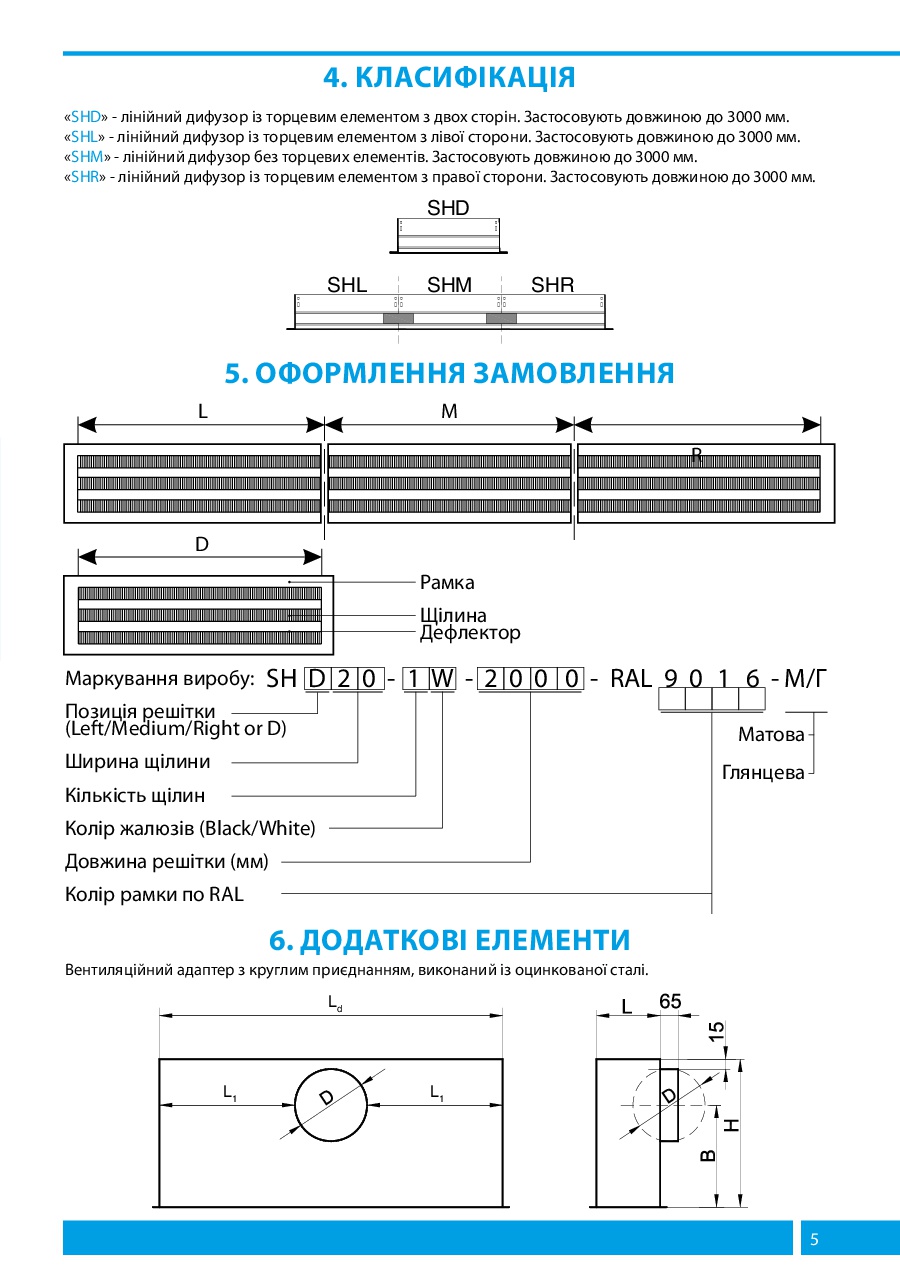 4. КЛАСИФІКАЦІЯ
«SHD» - лінійний дифузор із торцевим елементом з двох сторін. Застосовують довжиною до 3000 мм.
«SHL» - лінійний дифузор із торцевим елементом з лівої сторони. Застосовують довжиною до 3000 мм.
«SHM» - лінійний дифузор без торцевих елементів. Застосовують довжиною до 3000 мм.
«SHR» - лінійний дифузор із торцевим елементом з правої сторони. Застосовують довжиною до 3000 мм.
SHD
SHL SHM SHR
5. ОФОРМЛЕННЯ ЗАМОВЛЕННЯ
L M
R
D
Рамка
Щілина
Дефлектор
Маркування виробу: SH D 2 0 - 1 W - 2 0 0 0 - RAL 9 0 1 6 - М/Г
Позиція решітки
(Left/Medium/Right or D)
Матова
Ширина щілини
Глянцева
Кількість щілин
Колір жалюзів (Black/White)
Довжина решітки (мм)
Колір рамки по RAL
6. ДОДАТКОВІ ЕЛЕМЕНТИ
Вентиляційний адаптер з круглим приєднанням, виконаний із оцинкованої сталі.
Ld L 65
15
L1 D L1 D
H
B
5